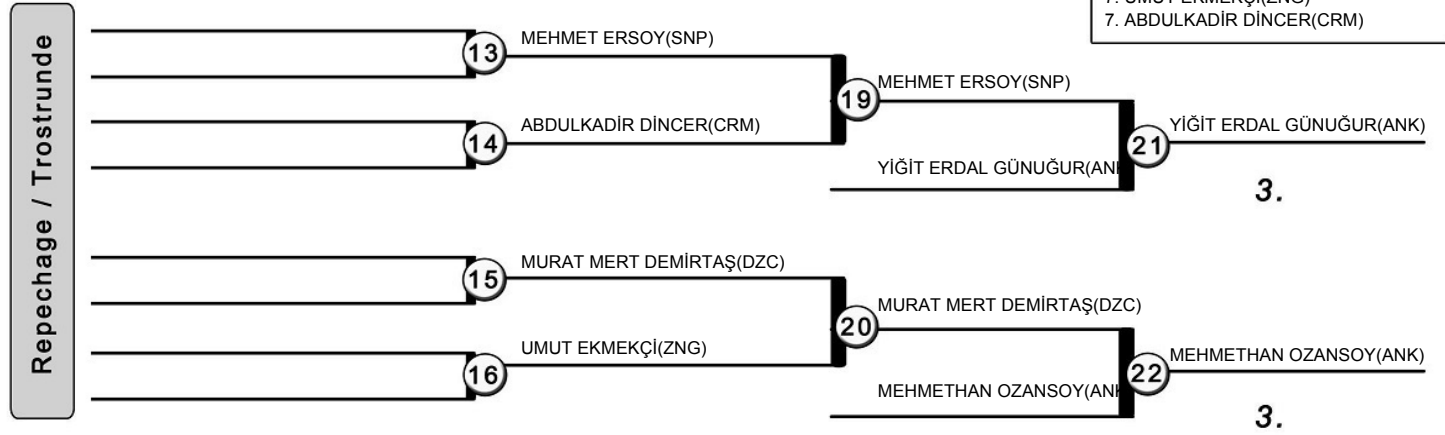 7. ABDULKADİR DİNCER(CRM)
Repechage / Trostrunde
13
MEHMET ERSOY(SNP)
14
ABDULKADİR DİNCER(CRM)
19
MEHMET ERSOY(SNP)
YİĞİT ERDAL GÜNUĞUR(AN
21
YİĞİT ERDAL GÜNUĞUR(ANK)
3.
15
MURAT MERT DEMİRTAŞ(DZC)
16
UMUT EKMEKÇİ(ZNG)
20
MURAT MERT DEMİRTAŞ(DZC)
MEHMETHAN OZANSOY(AN
22
MEHMETHAN OZANSOY(ANK)
3.